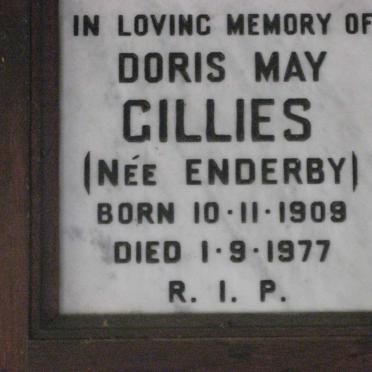 IN LOVING MEMORY OF
DORIS MAY
GILLIES
(NÉE ENDERBY)
BORN 10·11·1909
DIED 1·9·1977
R. I. P.